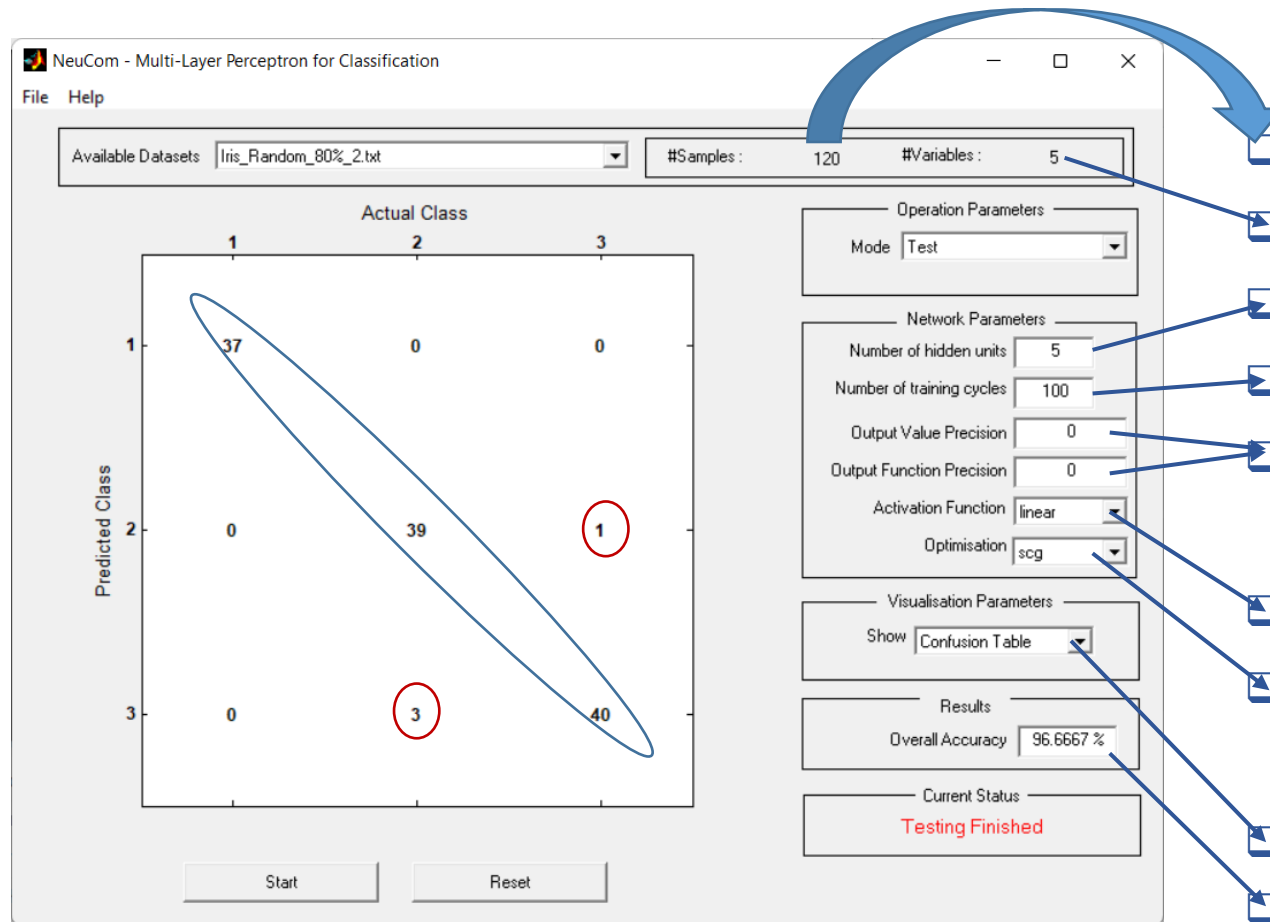 NeuCom - Multi-Layer Perceptron for Classification
File Help
Available Datasets Iris_Random_80%_2.txt #Samples : 120 #Variables : 5
Actual Class
1 2 3
Predicted Class
1 37 0 0
2 0 39 1
3 0 3 40
Operation Parameters
Mode Test
Network Parameters
Number of hidden units 5
Number of training cycles 100
Output Value Precision 0
Output Function Precision 0
Activation Function linear
Optimisation scg
Visualisation Parameters
Show Confusion Table
Results
Overall Accuracy 96.6667 %
Current Status
Testing Finished
Start Reset